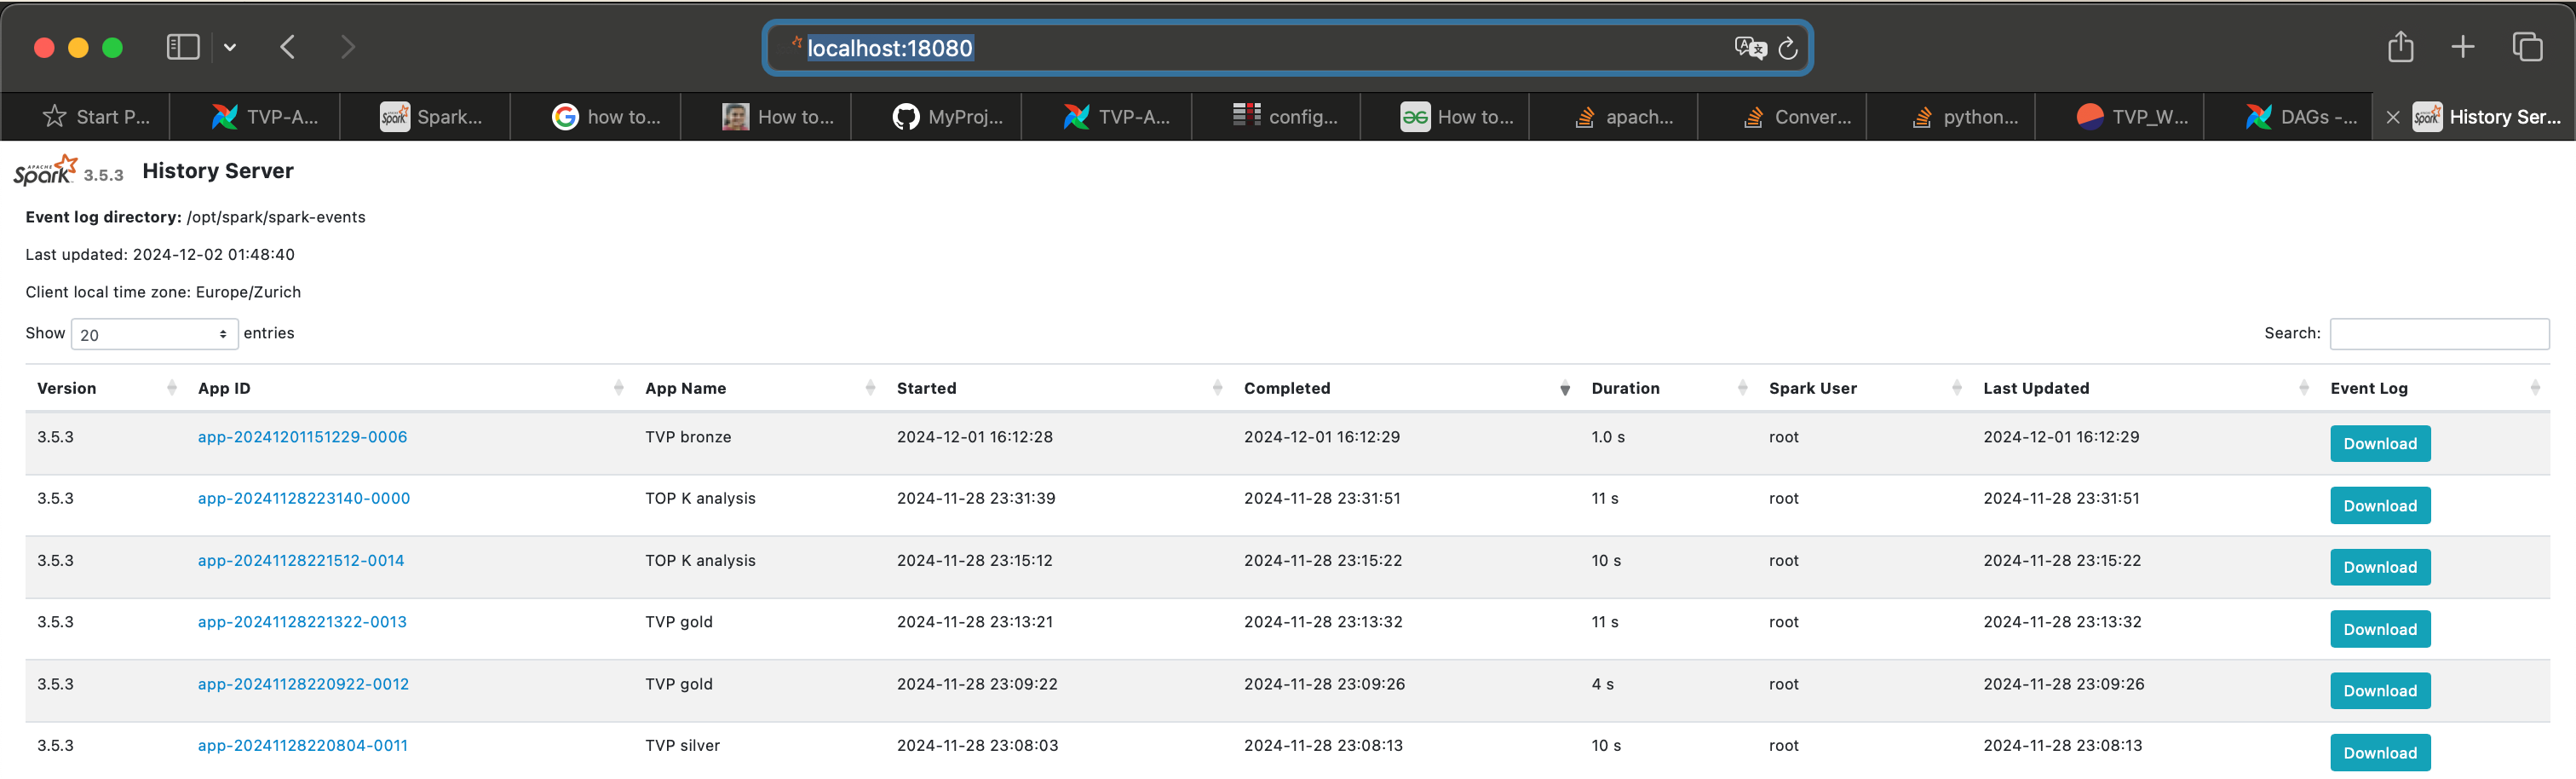 localhost:18080
Start P... TVP-A... Spark... how to... How to... MyProj... TVP-A... config... How to... apach... Conver... python... TVP_W... DAGs -... History Ser...
APACHE Spark 3.5.3 History Server
Event log directory: /opt/spark/spark-events
Last updated: 2024-12-02 01:48:40
Client local time zone: Europe/Zurich
Show 20 entries Search:
Version App ID App Name Started Completed Duration Spark User Last Updated Event Log
3.5.3 app-20241201151229-0006 TVP bronze 2024-12-01 16:12:28 2024-12-01 16:12:29 1.0 s root 2024-12-01 16:12:29 Download
3.5.3 app-20241128223140-0000 TOP K analysis 2024-11-28 23:31:39 2024-11-28 23:31:51 11 s root 2024-11-28 23:31:51 Download
3.5.3 app-20241128221512-0014 TOP K analysis 2024-11-28 23:15:12 2024-11-28 23:15:22 10 s root 2024-11-28 23:15:22 Download
3.5.3 app-20241128221322-0013 TVP gold 2024-11-28 23:13:21 2024-11-28 23:13:32 11 s root 2024-11-28 23:13:32 Download
3.5.3 app-20241128220922-0012 TVP gold 2024-11-28 23:09:22 2024-11-28 23:09:26 4 s root 2024-11-28 23:09:26 Download
3.5.3 app-20241128220804-0011 TVP silver 2024-11-28 23:08:03 2024-11-28 23:08:13 10 s root 2024-11-28 23:08:13 Download